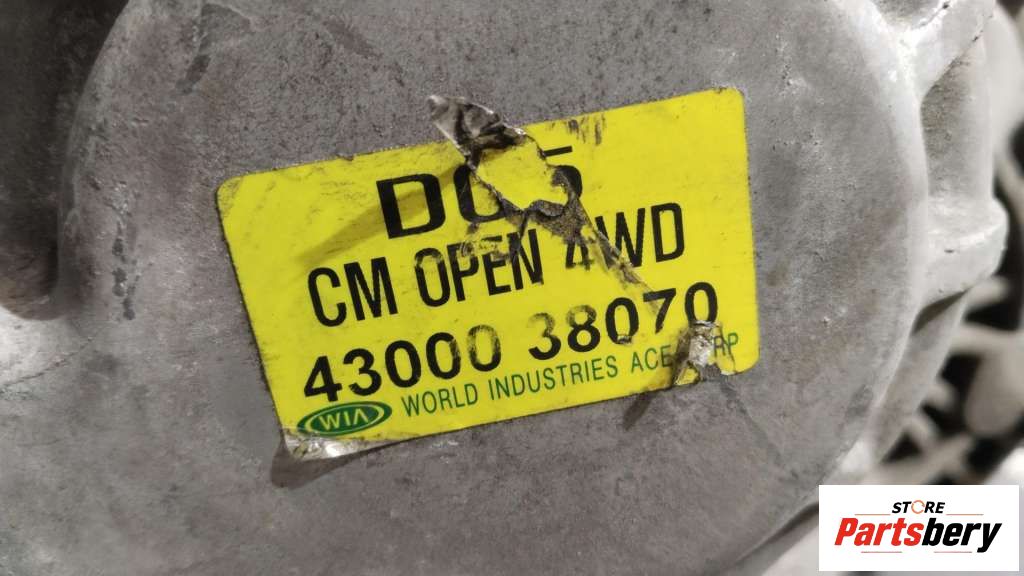 CM OPEN 4WD
43000 38070
WIA WORLD INDUSTRIES ACE
STORE
Partsbery